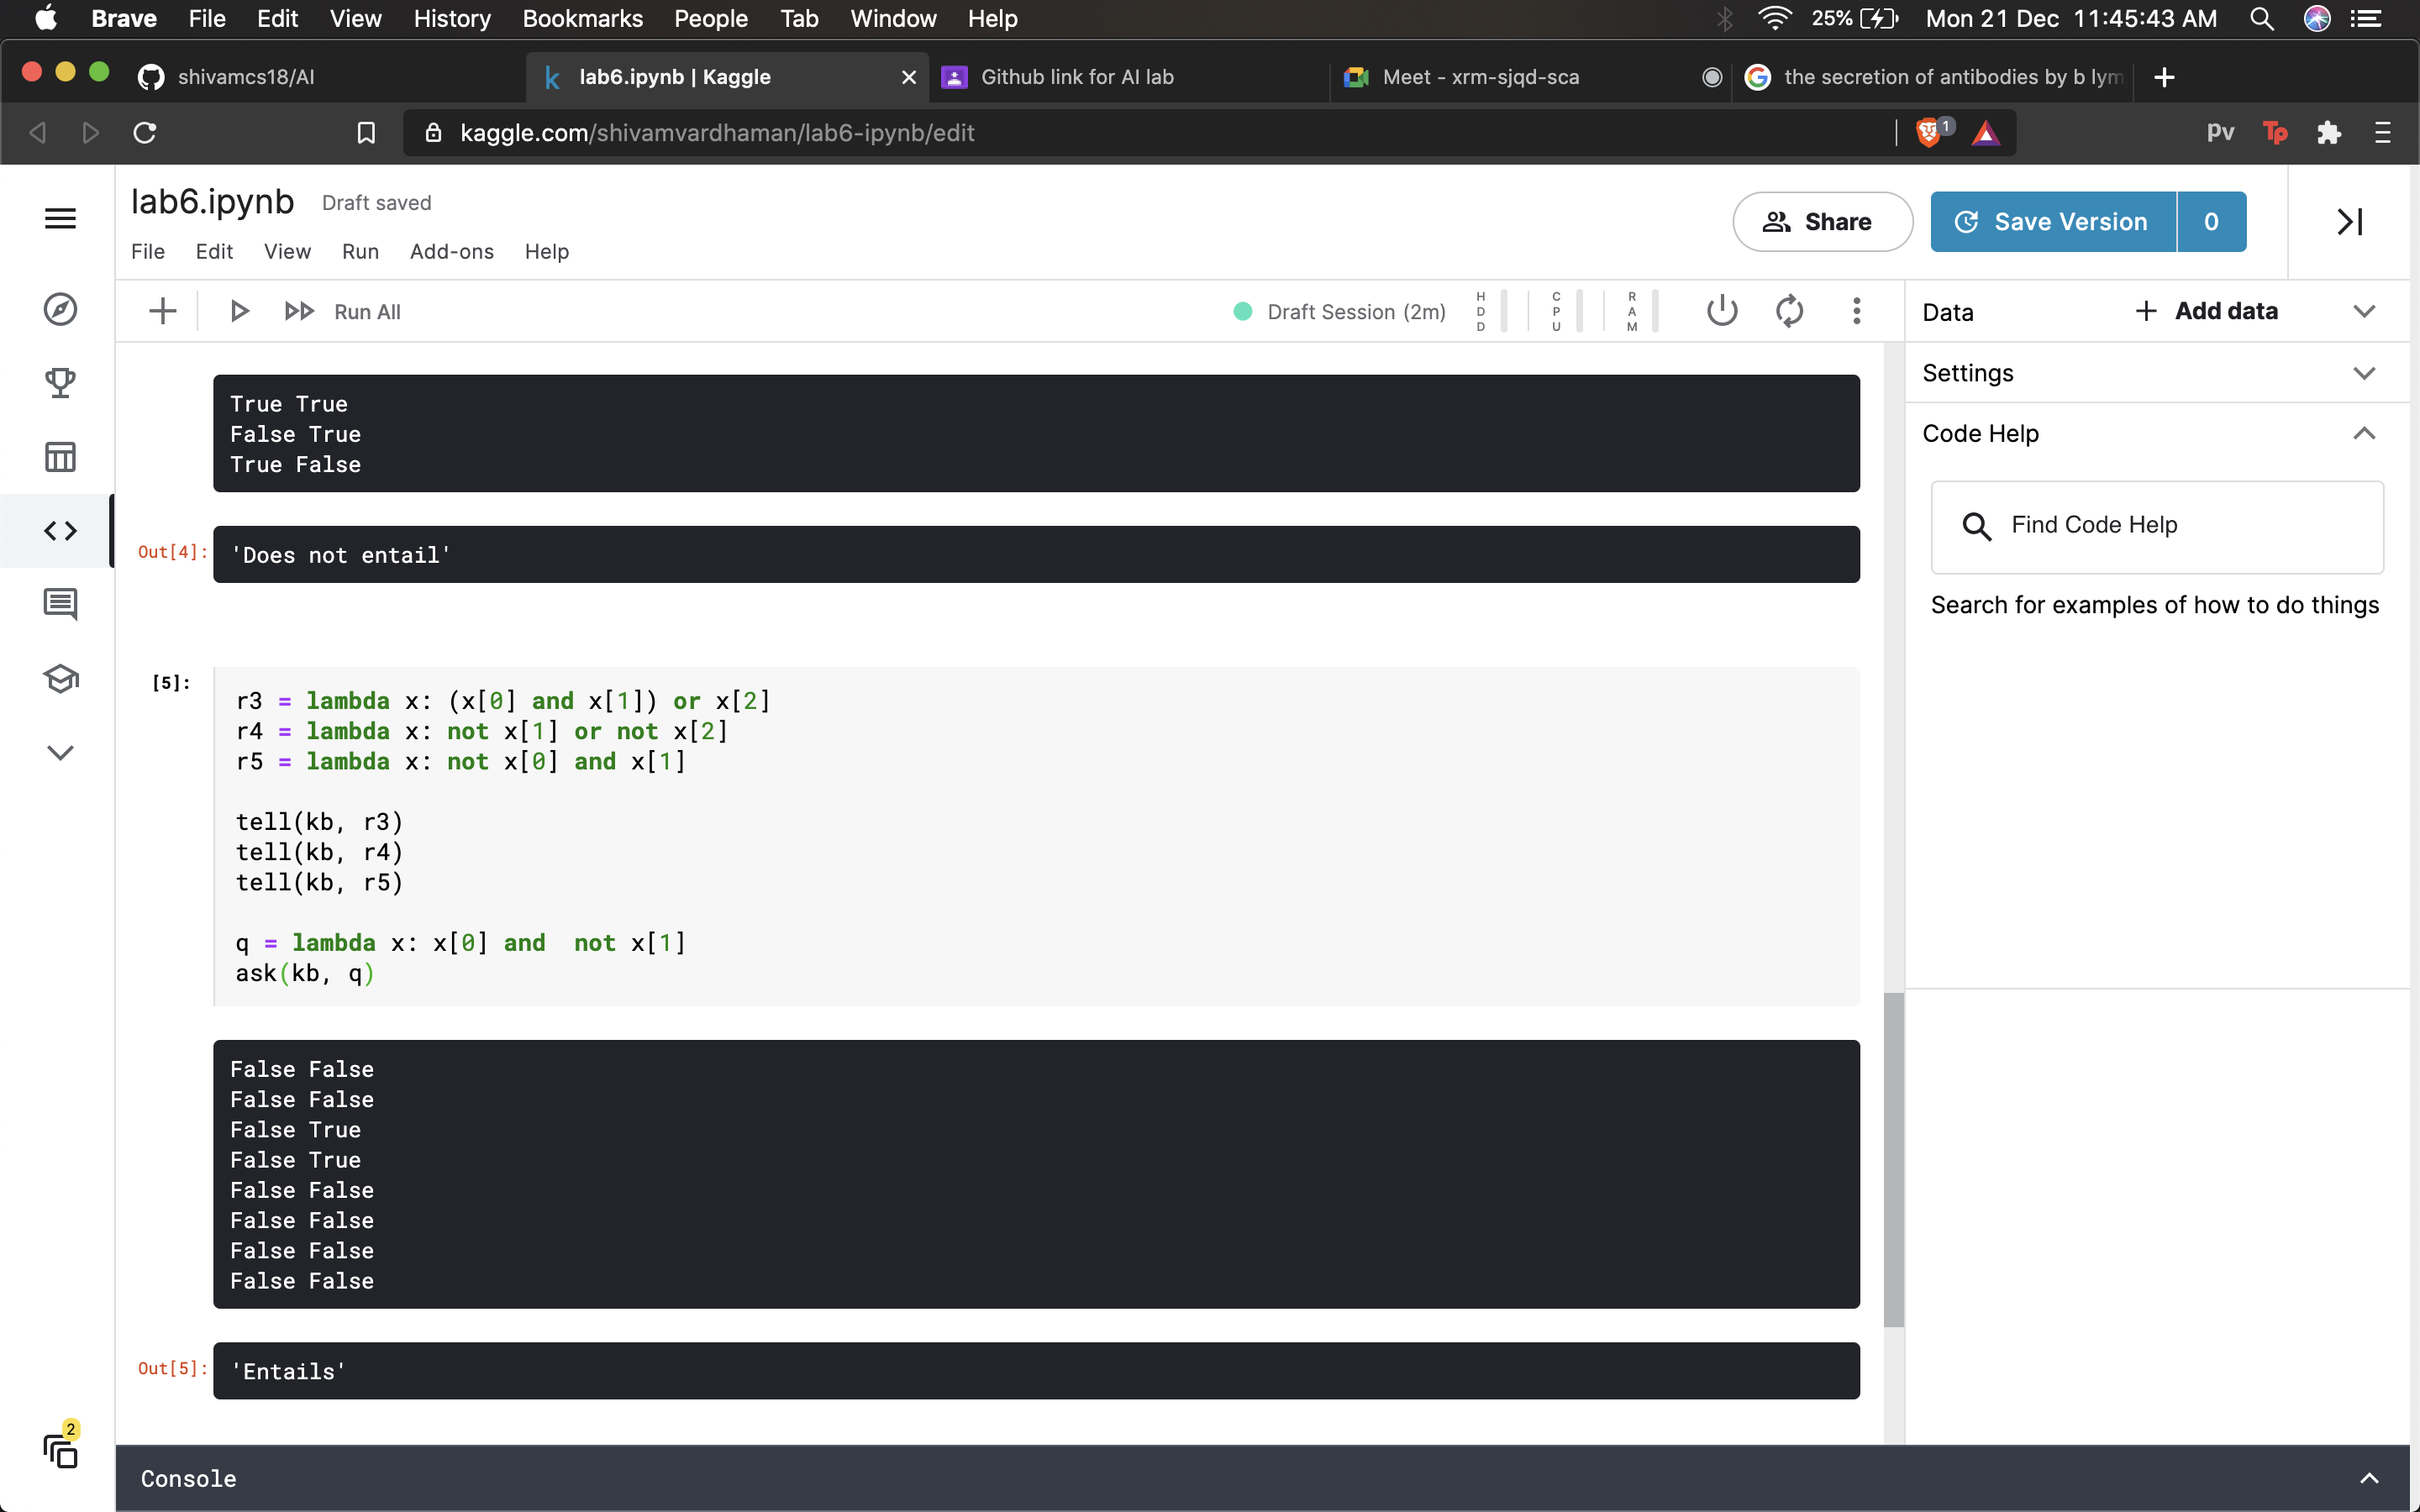 Brave File Edit View History Bookmarks People Tab Window Help 25% Mon 21 Dec 11:45:43 AM
shivamcs18/AI lab6.ipynb | Kaggle Github link for AI lab Meet - xrm-sjqd-sca the secretion of antibodies by b lym
kaggle.com/shivamvardhaman/lab6-ipynb/edit 1 pv Tp
lab6.ipynb Draft saved
Share Save Version 0
File Edit View Run Add-ons Help
Run All Draft Session (2m) HDD CPU RAM
Data + Add data
Settings
Code Help
Find Code Help
Search for examples of how to do things
True True
False True
True False
Out[4]: 'Does not entail'
[5]:
r3 = lambda x: (x[0] and x[1]) or x[2]
r4 = lambda x: not x[1] or not x[2]
r5 = lambda x: not x[0] and x[1]
tell(kb, r3)
tell(kb, r4)
tell(kb, r5)
q = lambda x: x[0] and  not x[1]
ask(kb, q)
False False
False False
False True
False True
False False
False False
False False
False False
Out[5]: 'Entails'
2
Console